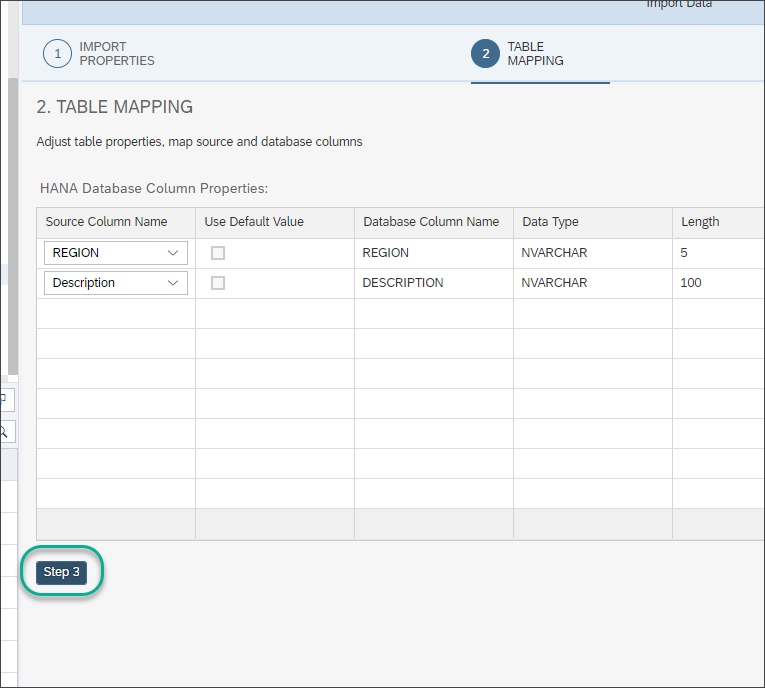 Import Data
1 IMPORT PROPERTIES
2 TABLE MAPPING
2. TABLE MAPPING
Adjust table properties, map source and database columns
HANA Database Column Properties:
Source Column Name Use Default Value Database Column Name Data Type Length
REGION REGION NVARCHAR 5
Description DESCRIPTION NVARCHAR 100
Step 3